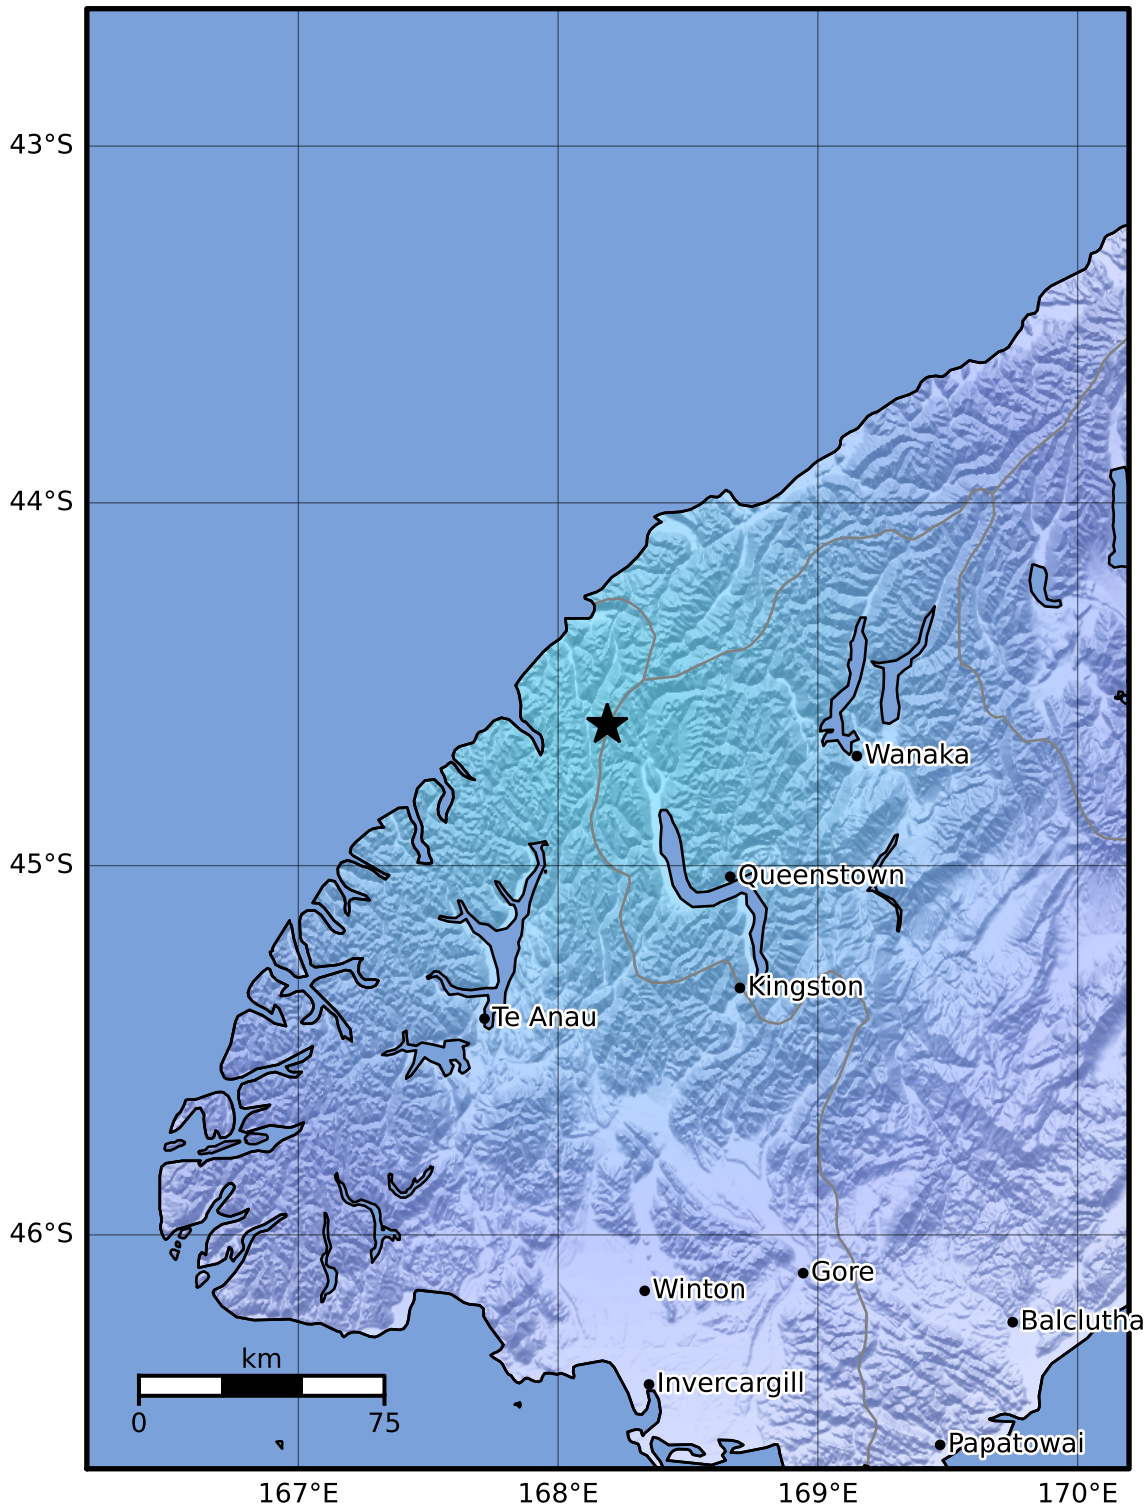 43°S
44°S
Wanaka
45°S
Queenstown
Kingston
Te Anau
46°S
Gore
Winton
Balclutha
km
Invercargill
0 75
Papatowai
167°E 168°E 169°E 170°E